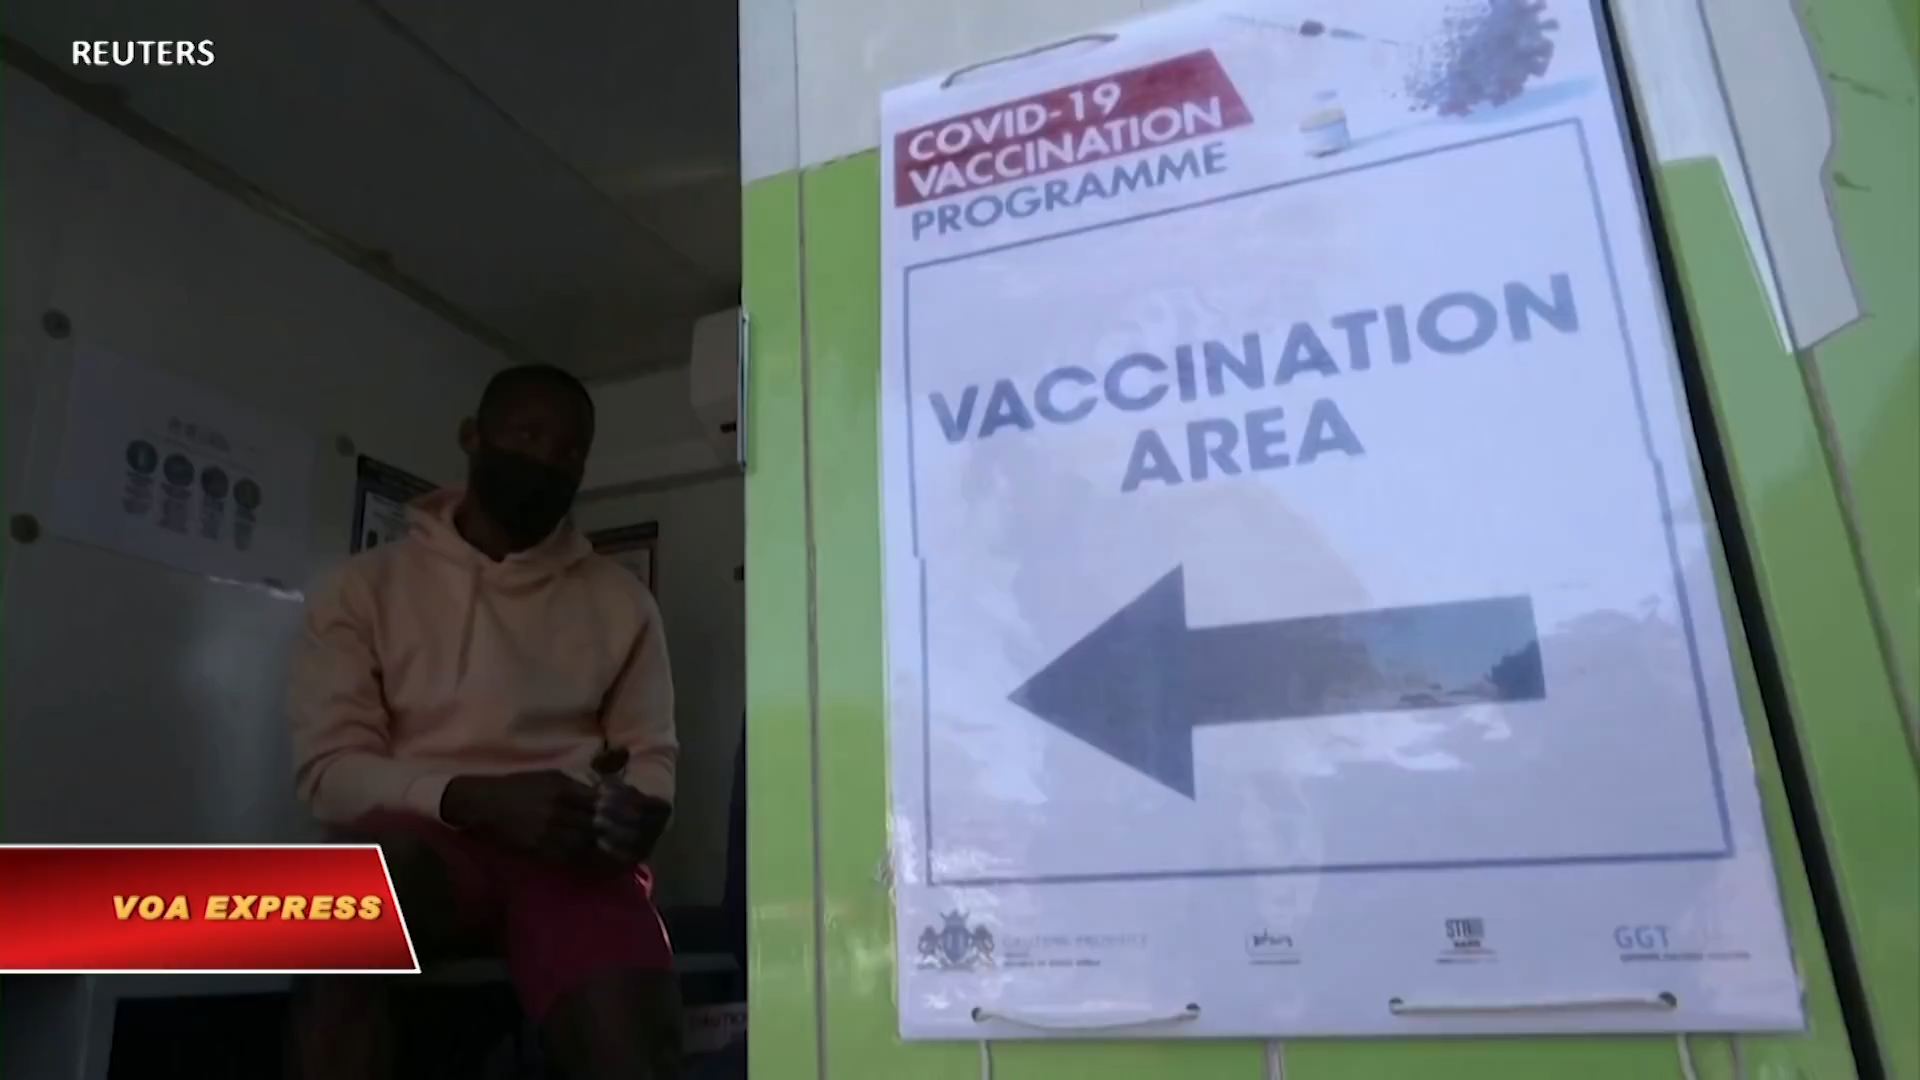 REUTERS
COVID-19
VACCINATION
PROGRAMME
VACCINATION
AREA
VOA EXPRESS
GGT